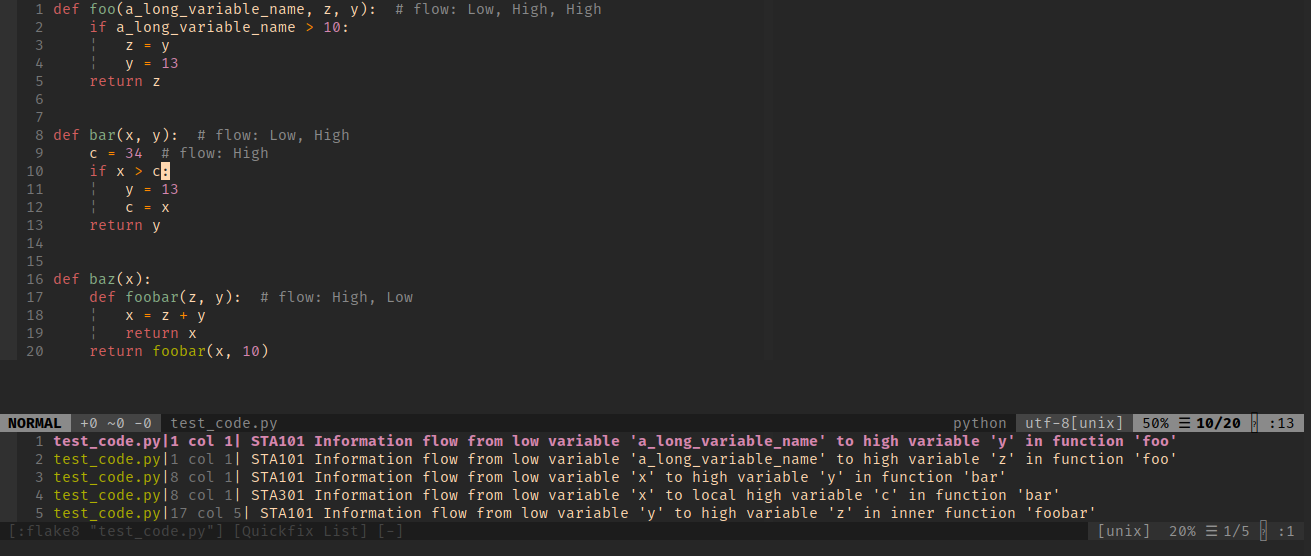 1 def foo(a_long_variable_name, z, y):  # flow: Low, High, High
2     if a_long_variable_name > 10:
3     ¦   z = y
4     ¦   y = 13
5     return z
6
7
8 def bar(x, y):  # flow: Low, High
9     c = 34  # flow: High
10     if x > c:
11     ¦   y = 13
12     ¦   c = x
13     return y
14
15
16 def baz(x):
17     def foobar(z, y):  # flow: High, Low
18     ¦   x = z + y
19     ¦   return x
20     return foobar(x, 10)
NORMAL +0 ~0 -0 test_code.py python utf-8[unix] 50% ☰ 10/20 :13
1 test_code.py|1 col 1| STA101 Information flow from low variable 'a_long_variable_name' to high variable 'y' in function 'foo'
2 test_code.py|1 col 1| STA101 Information flow from low variable 'a_long_variable_name' to high variable 'z' in function 'foo'
3 test_code.py|8 col 1| STA101 Information flow from low variable 'x' to high variable 'y' in function 'bar'
4 test_code.py|8 col 1| STA301 Information flow from low variable 'x' to local high variable 'c' in function 'bar'
5 test_code.py|17 col 5| STA101 Information flow from low variable 'y' to high variable 'z' in inner function 'foobar'
[:flake8 "test_code.py"] [Quickfix List] [-] [unix] 20% ☰ 1/5 :1